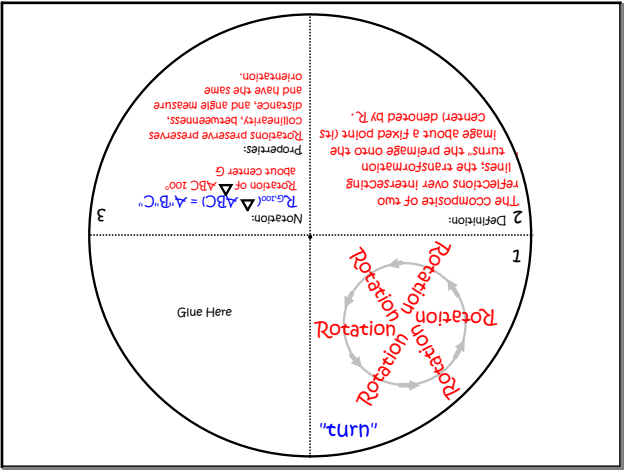 1
Rotation
Rotation
Rotation
Rotation
Rotation
Rotation
"turn"
2 Definition:
The ccomposite of two
reflections over intersecting
lines; the transformation
"turns" the preimage onto the
image about a fixed point (its
center) denoted by R .
3
Notation:
RG,100(△ABC) = A"B"C"
Rotation of △ABC 100°
about center G
Properties:
Rotations preserve preserves
collinearity, betweenness,
distance, and angle measure
and have the same
orientation.
Glue Here